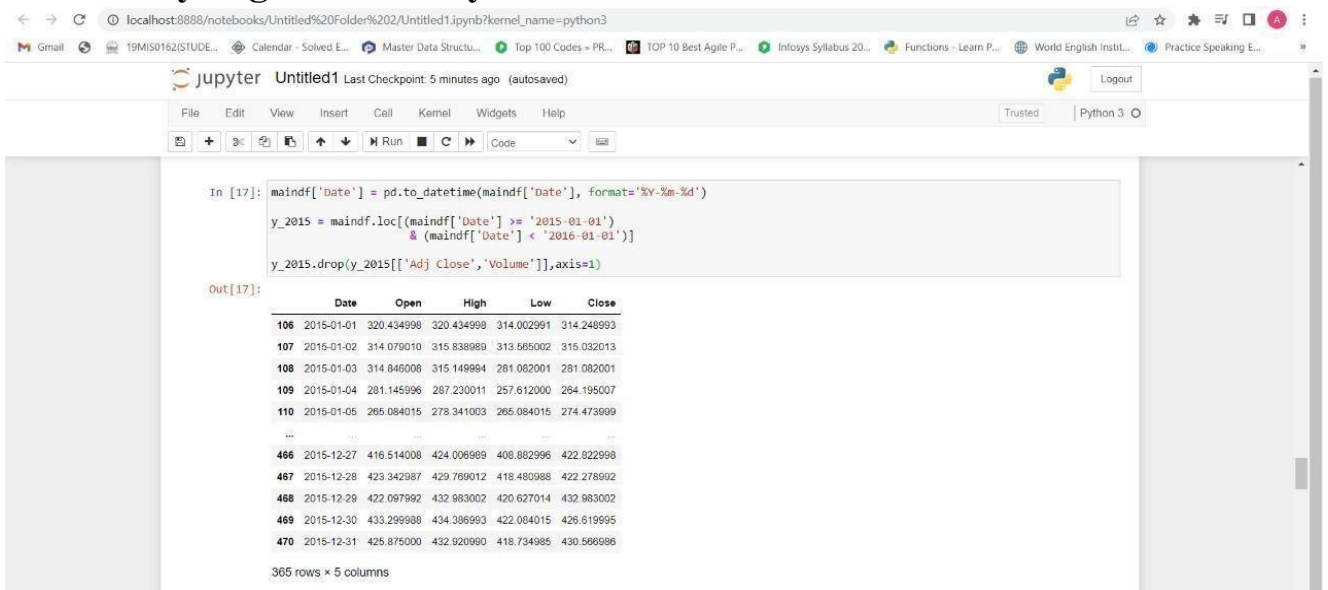 localhost:8888/notebooks/Untitled%20Folder%202/Untitled1.ipynb?kernel_name=python3
Gmail 19MIS0162(STUDE... Calendar - Solved E... Master Data Structu... Top 100 Codes - PR... TOP 10 Best Agile P... Infosys Syllabus 20... Functions - Learn P... World English Instit... Practice Speaking E... »
jupyter Untitled1 Last Checkpoint: 5 minutes ago (autosaved) Logout
File Edit View Insert Cell Kernel Widgets Help Trusted Python 3
Run Code
In [17]: maindf['Date'] = pd.to_datetime(maindf['Date'], format='%Y-%m-%d')
y_2015 = maindf.loc[(maindf['Date'] >= '2015-01-01')
& (maindf['Date'] < '2016-01-01')]
y_2015.drop(y_2015[['Adj Close','Volume']],axis=1)
Out[17]:
Date Open High Low Close
106 2015-01-01 320.434998 320.434998 314.002991 314.248993
107 2015-01-02 314.079010 315.838989 313.565002 315.032013
108 2015-01-03 314.846008 315.149994 281.082001 281.082001
109 2015-01-04 281.145996 287.230011 257.612000 264.195007
110 2015-01-05 265.084015 278.341003 265.084015 274.473999
... ... ... ... ... ...
466 2015-12-27 416.514008 424.006989 408.882996 422.822998
467 2015-12-28 423.342987 429.769012 418.480988 422.278992
468 2015-12-29 422.097992 432.983002 420.627014 432.983002
469 2015-12-30 433.299988 434.386993 422.084015 426.619995
470 2015-12-31 425.875000 432.920990 418.734985 430.566986
365 rows × 5 columns